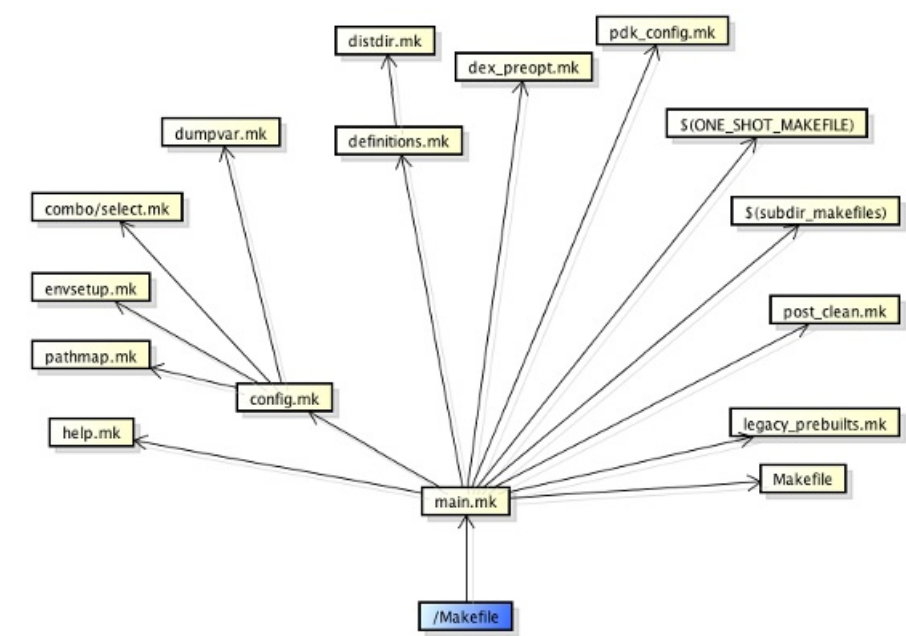 pdk_config.mk
distdir.mk
dex_preopt.mk
$(ONE_SHOT_MAKEFILE)
dumpvar.mk
definitions.mk
combo/select.mk
$(subdir_makefiles)
envsetup.mk
post_clean.mk
pathmap.mk
config.mk
legacy_prebuilts.mk
help.mk
Makefile
main.mk
/Makefile